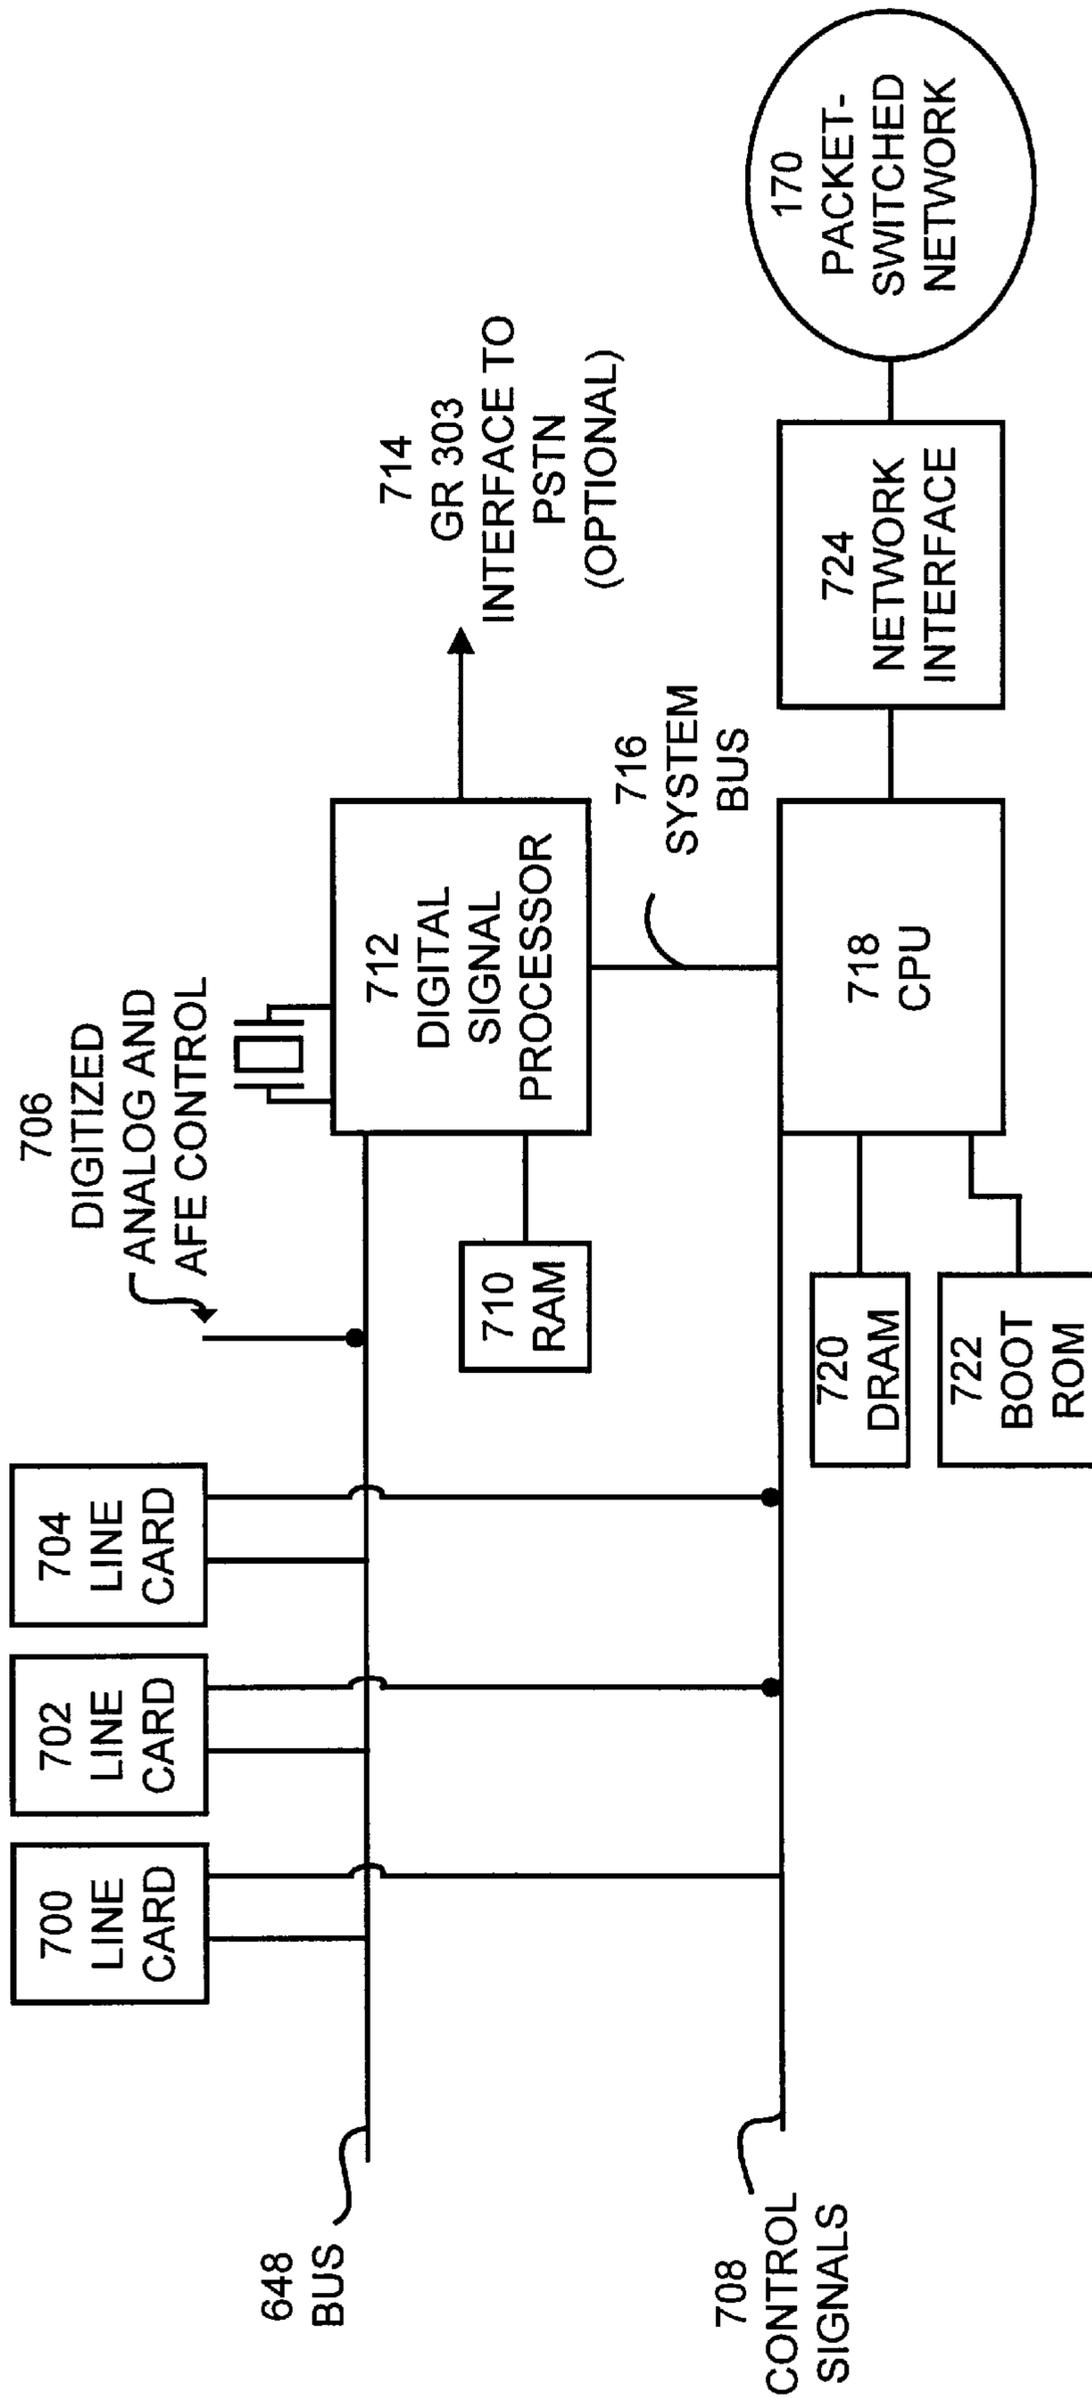 700
LINE
CARD
702
LINE
CARD
704
LINE
CARD
706
DIGITIZED
ANALOG AND
AFE CONTROL
648
BUS
712
DIGITAL
SIGNAL
PROCESSOR
714
GR 303
INTERFACE TO
PSTN
(OPTIONAL)
710
RAM
716
SYSTEM
BUS
708
CONTROL
SIGNALS
720
DRAM
722
BOOT
ROM
718
CPU
724
NETWORK
INTERFACE
170
PACKET-
SWITCHED
NETWORK